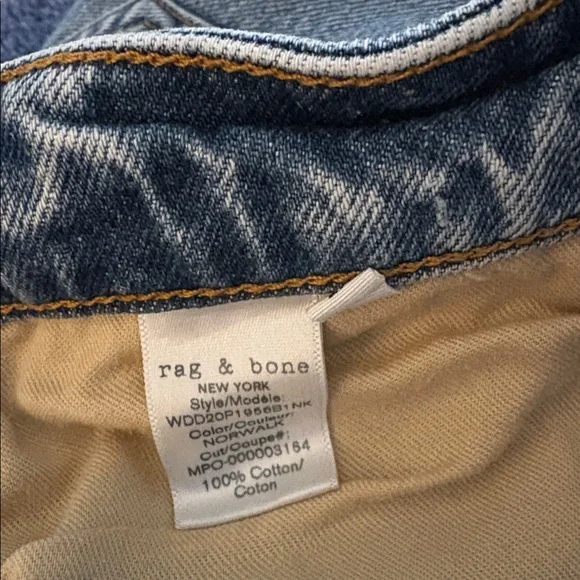 rag & bone
NEW YORK
Style/Modèle:
WDD20P1956B1NK
Color/Couleur:
NORWALK
Cut/Coupe#:
MPO-000003164
100% Cotton/
Coton